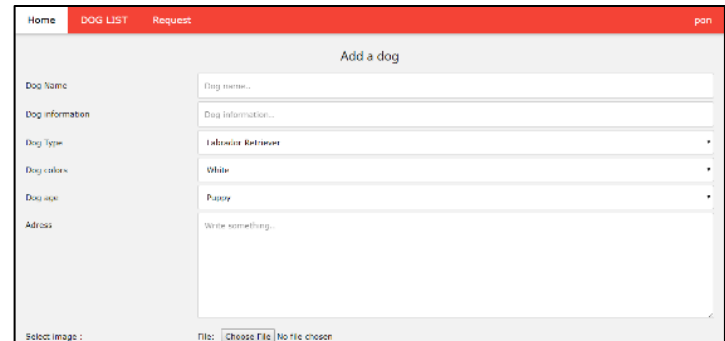 Home DOG LIST Request pan
Add a dog
Dog Name Dog name...
Dog information Dog information...
Dog Type Labrador Retriever
Dog colors White
Dog age Puppy
Adress Write something...
Select image : File: Choose File No file chosen